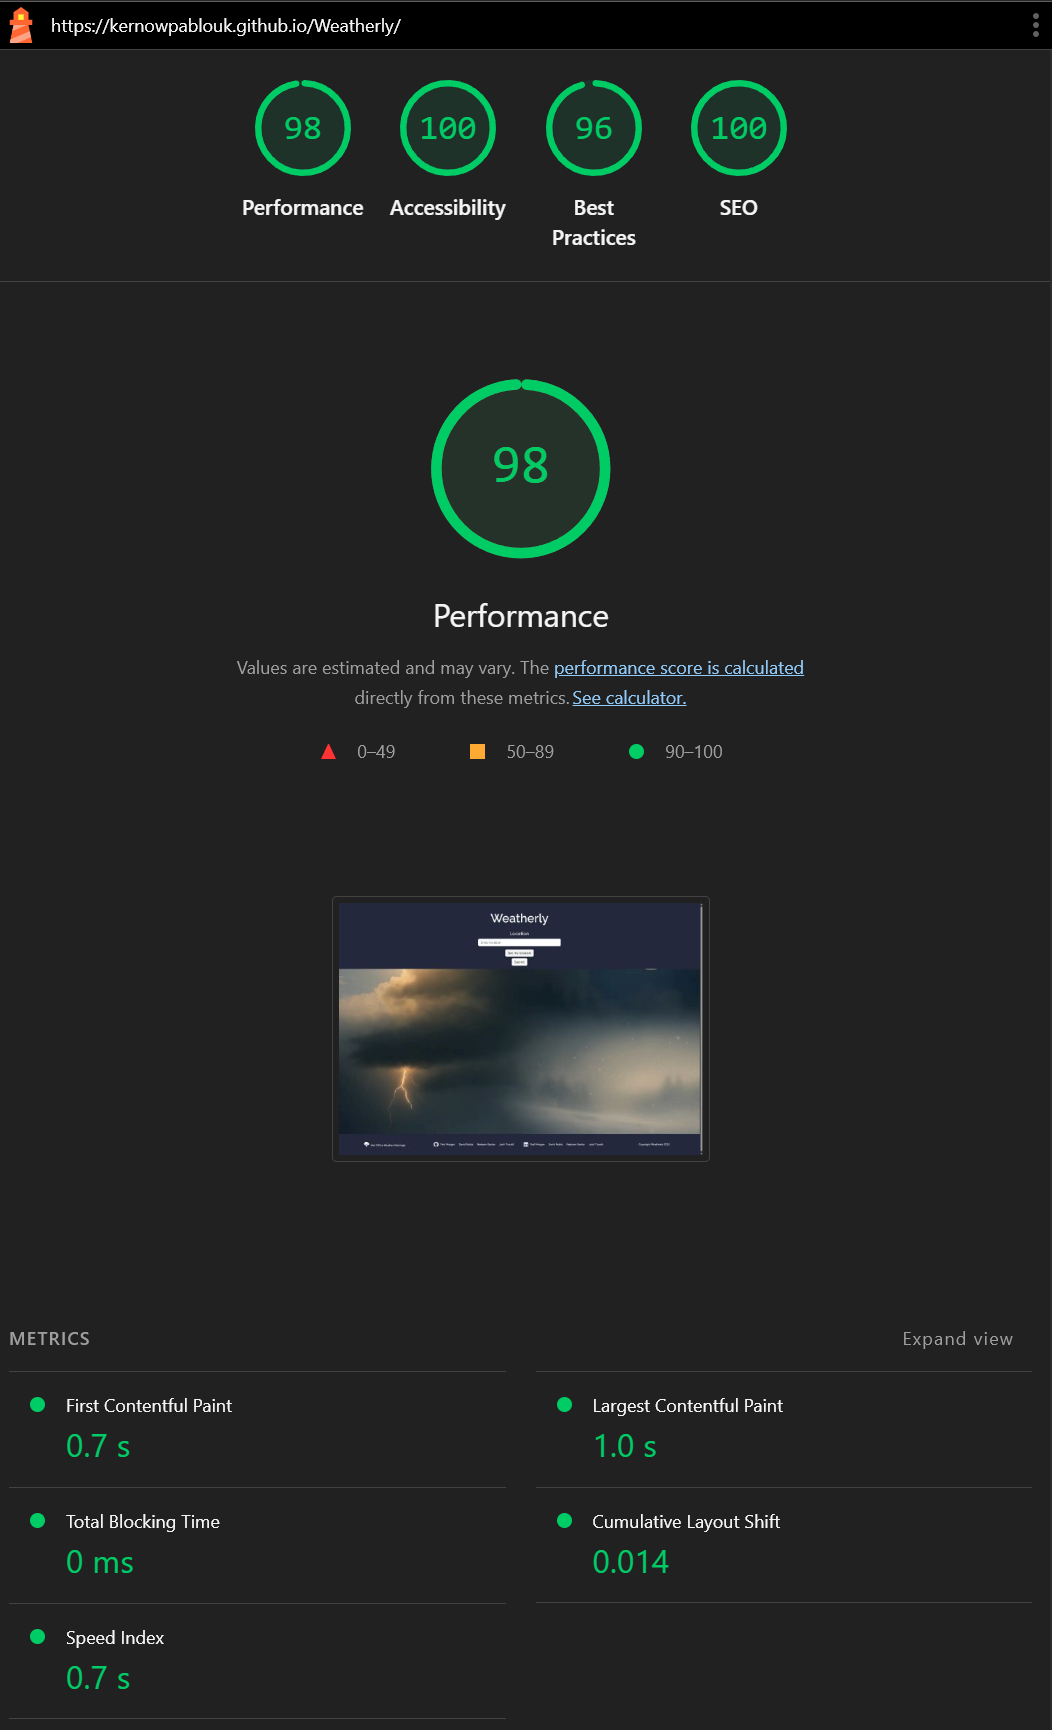 https://kernowpablouk.github.io/Weatherly/
98
100
96
100
Performance
Accessibility
Best
Practices
SEO
98
Performance
Values are estimated and may vary. The performance score is calculated
directly from these metrics. See calculator.
0–49
50–89
90–100
Weatherly
Location
METRICS
Expand view
First Contentful Paint
0.7 s
Largest Contentful Paint
1.0 s
Total Blocking Time
0 ms
Cumulative Layout Shift
0.014
Speed Index
0.7 s